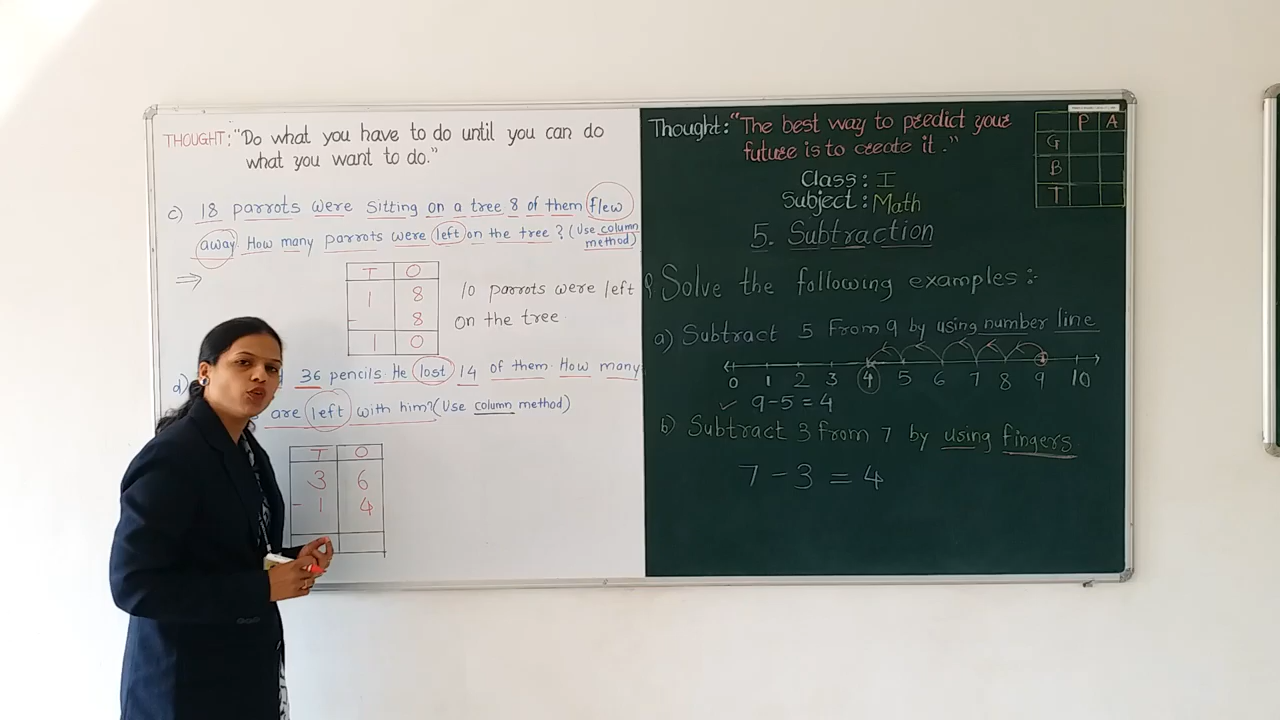 THOUGHT: "Do what you have to do until you can do
what you want to do."
c) 18 parrots were sitting on a tree 8 of them flew
away How many parrots were left on the tree? (Use column
method)
⇒
T O
1 8
- 8
1 0
10 parrots were left
on the tree.
d) 36 pencils. He lost 14 of them. How many
are left with him? (Use column method)
T O
3 6
- 1 4
Thought: "The best way to predict your
future is to create it."
P A
G
B
T
Class: I
Subject: Math
5. Subtraction
Solve the following examples:-
a) Subtract 5 From 9 by using number line
0 1 2 3 4 5 6 7 8 9 10
✓ 9-5=4
b) Subtract 3 from 7 by using fingers.
7-3=4